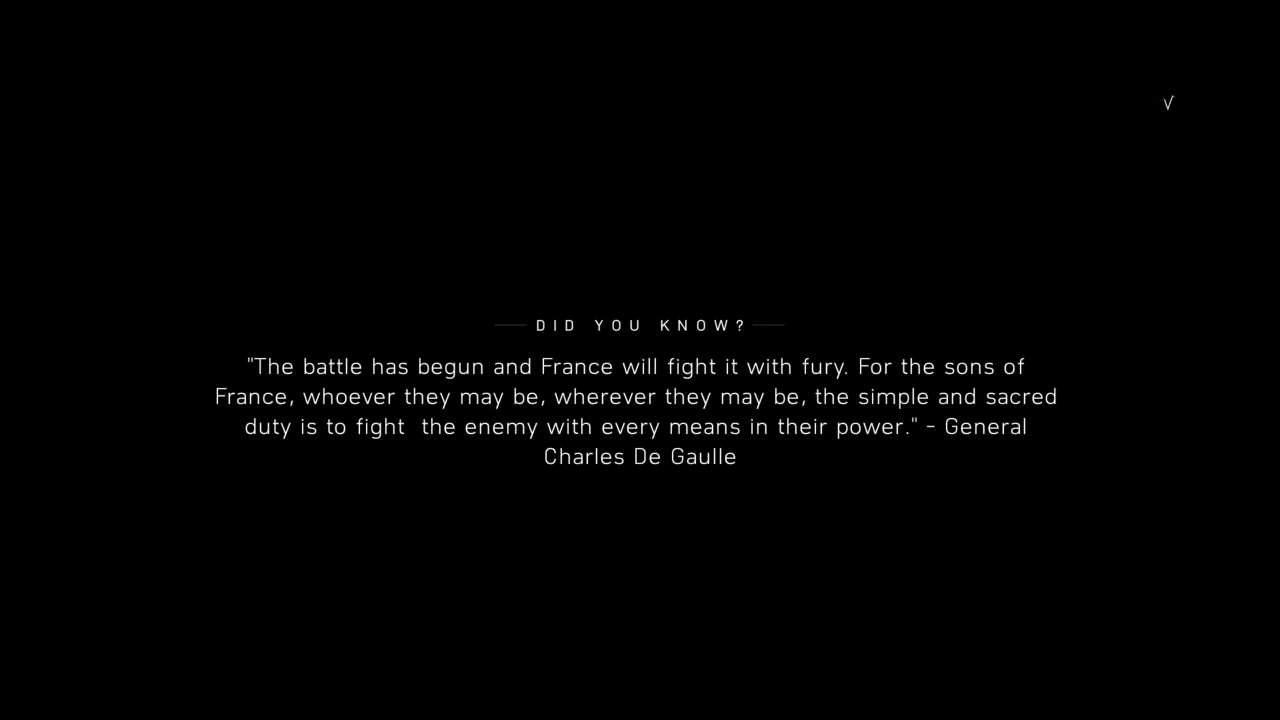 √
DID YOU KNOW?
"The battle has begun and France will fight it with fury. For the sons of
France, whoever they may be, wherever they may be, the simple and sacred
duty is to fight  the enemy with every means in their power." - General
Charles De Gaulle